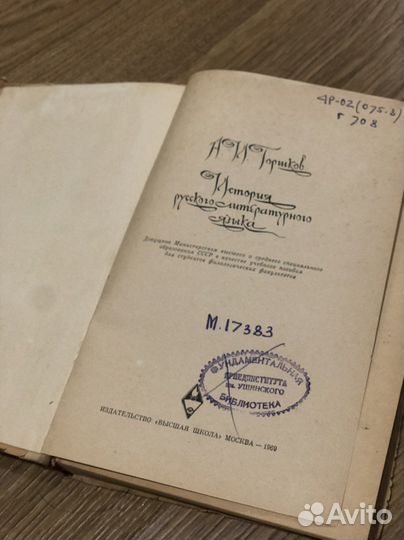 4Р-02(075.8)
Г 708
А. И. Горшков
История
русского литературного
языка
Допущено Министерством высшего и среднего специального
образования СССР в качестве учебного пособия
для студентов филологических факультетов
М.17383
ФУНДАМЕНТАЛЬНАЯ
ПЕДИНСТИТУТА
им. УШИНСКОГО
БИБЛИОТЕКА
ИЗДАТЕЛЬСТВО «ВЫСШАЯ ШКОЛА» МОСКВА — 1969
Avito